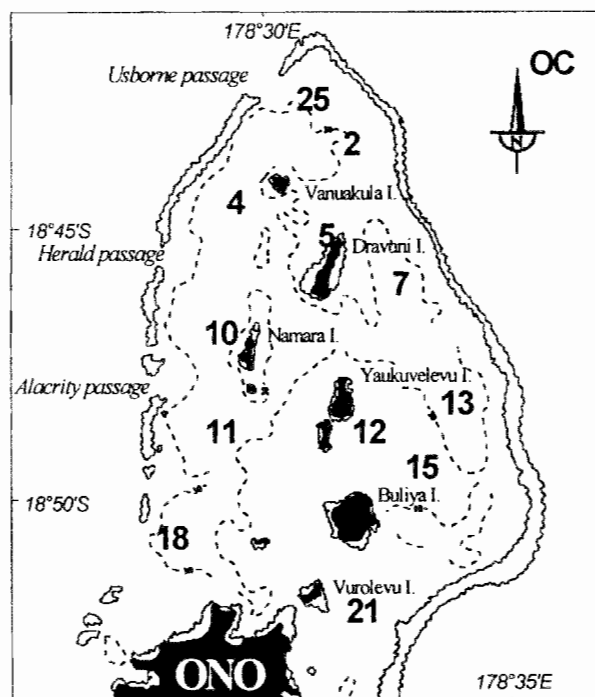 178°30'E
OC
Usborne passage
25
2
N
Vanuakula I.
4
18°45'S
5
Dravuni I.
Herald passage
7
10
Namara I.
Yaukuvelevu I.
Alacrity passage
13
11
12
15
Buliya I.
18°50'S
18
Vurolevu I.
21
ONO
178°35'E